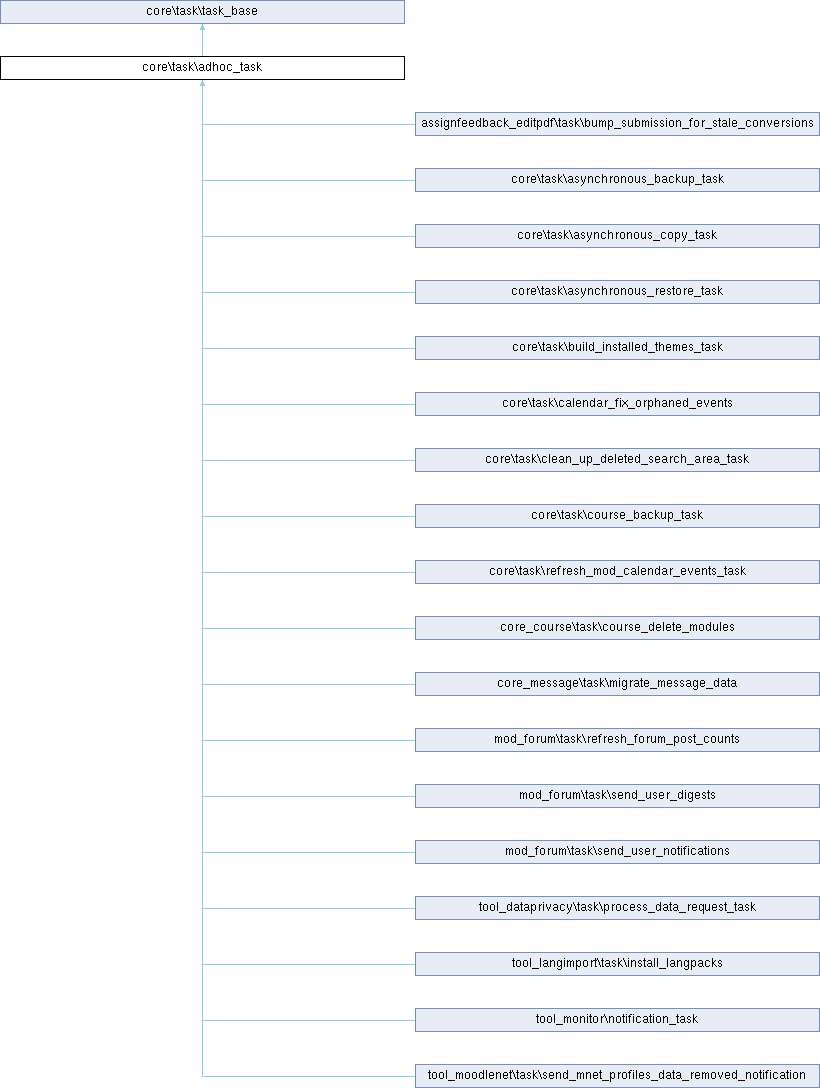 core\task\task_base
core\task\adhoc_task
assignfeedback_editpdf\task\bump_submission_for_stale_conversions
core\task\asynchronous_backup_task
core\task\asynchronous_copy_task
core\task\asynchronous_restore_task
core\task\build_installed_themes_task
core\task\calendar_fix_orphaned_events
core\task\clean_up_deleted_search_area_task
core\task\course_backup_task
core\task\refresh_mod_calendar_events_task
core_course\task\course_delete_modules
core_message\task\migrate_message_data
mod_forum\task\refresh_forum_post_counts
mod_forum\task\send_user_digests
mod_forum\task\send_user_notifications
tool_dataprivacy\task\process_data_request_task
tool_langimport\task\install_langpacks
tool_monitor\notification_task
tool_moodlenet\task\send_mnet_profiles_data_removed_notification